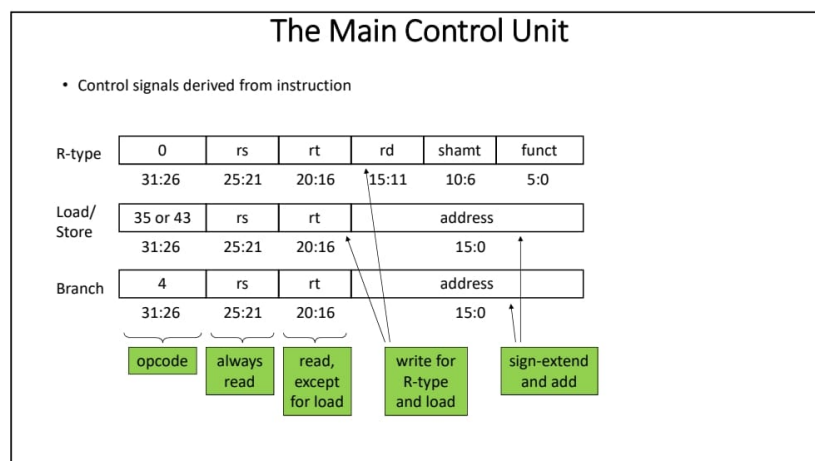 The Main Control Unit
• Control signals derived from instruction
R-type 0 rs rt rd shamt funct
31:26 25:21 20:16 15:11 10:6 5:0
Load/
Store
35 or 43 rs rt address
31:26 25:21 20:16 15:0
Branch 4 rs rt address
31:26 25:21 20:16 15:0
opcode
always
read
read,
except
for load
write for
R-type
and load
sign-extend
and add